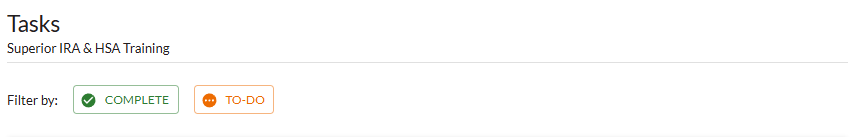 Tasks
Superior IRA & HSA Training
Filter by: COMPLETE TO-DO